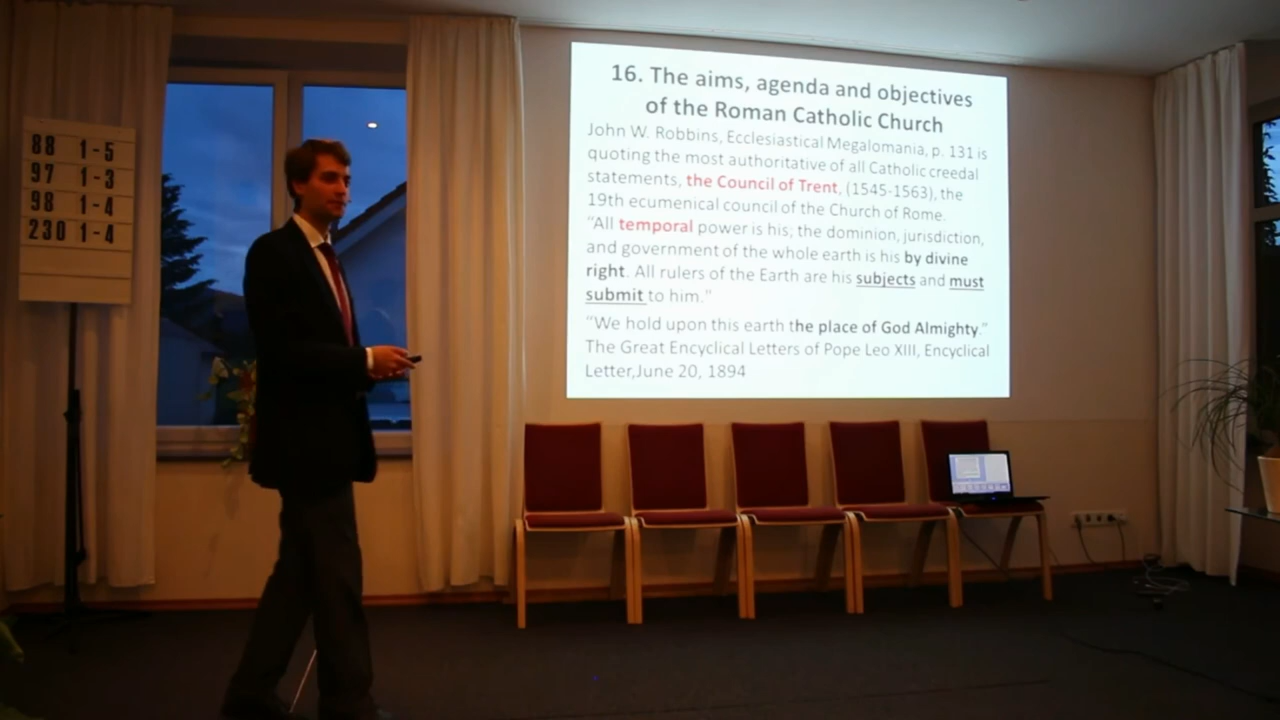 88 1-5
97 1-3
98 1-4
230 1-4
16. The aims, agenda and objectives
of the Roman Catholic Church
John W. Robbins, Ecclesiastical Megalomania, p. 131 is
quoting the most authoritative of all Catholic creedal
statements, the Council of Trent, (1545-1563), the
19th ecumenical council of the Church of Rome.
“All temporal power is his; the dominion, jurisdiction,
and government of the whole earth is his by divine
right. All rulers of the Earth are his subjects and must
submit to him.”
“We hold upon this earth the place of God Almighty.”
The Great Encyclical Letters of Pope Leo XIII, Encyclical
Letter,June 20, 1894